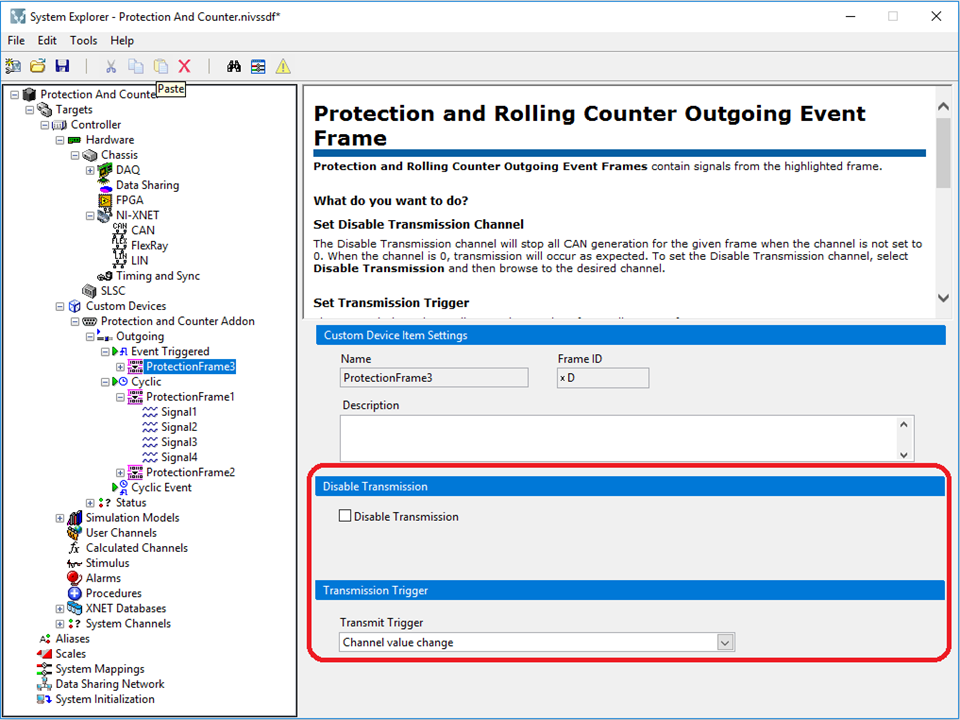 System Explorer - Protection And Counter.nivssdf*
File Edit Tools Help
Paste
Protection And Counte
Targets
Controller
Hardware
Chassis
DAQ
Data Sharing
FPGA
NI-XNET
CAN
FlexRay
LIN
Timing and Sync
SLSC
Custom Devices
Protection and Counter Addon
Outgoing
Event Triggered
ProtectionFrame3
Cyclic
ProtectionFrame1
Signal1
Signal2
Signal3
Signal4
ProtectionFrame2
Cyclic Event
Status
Simulation Models
User Channels
Calculated Channels
Stimulus
Alarms
Procedures
XNET Databases
System Channels
Aliases
Scales
System Mappings
Data Sharing Network
System Initialization
Protection and Rolling Counter Outgoing Event
Frame
Protection and Rolling Counter Outgoing Event Frames contain signals from the highlighted frame.
What do you want to do?
Set Disable Transmission Channel
The Disable Transmission channel will stop all CAN generation for the given frame when the channel is not set to
0. When the channel is 0, transmission will occur as expected. To set the Disable Transmission channel, select
Disable Transmission and then browse to the desired channel.
Set Transmission Trigger
Custom Device Item Settings
Name
Frame ID
ProtectionFrame3
x D
Description
Disable Transmission
Disable Transmission
Transmission Trigger
Transmit Trigger
Channel value change